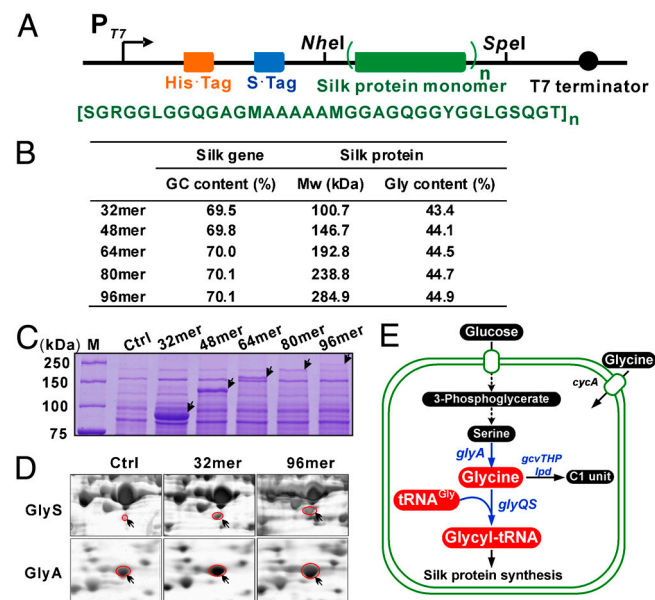 A
P T7
NheI
SpeI
n
His·Tag
S·Tag
Silk protein monomer
T7 terminator
[SGRGGLGGQGAGMAAAAAMGGAGQGGYGGLGSQGT]n
B
Silk gene Silk protein
GC content (%) Mw (kDa) Gly content (%)
32mer 69.5 100.7 43.4
48mer 69.8 146.7 44.1
64mer 70.0 192.8 44.5
80mer 70.1 238.8 44.7
96mer 70.1 284.9 44.9
C
(kDa) M Ctrl 32mer 48mer 64mer 80mer 96mer
250
150
100
75
D
Ctrl 32mer 96mer
GlyS
GlyA
E
Glucose
Glycine
cycA
3-Phosphoglycerate
Serine
glyA
gcvTHP
lpd
Glycine
C1 unit
tRNAGly
glyQS
Glycyl-tRNA
Silk protein synthesis